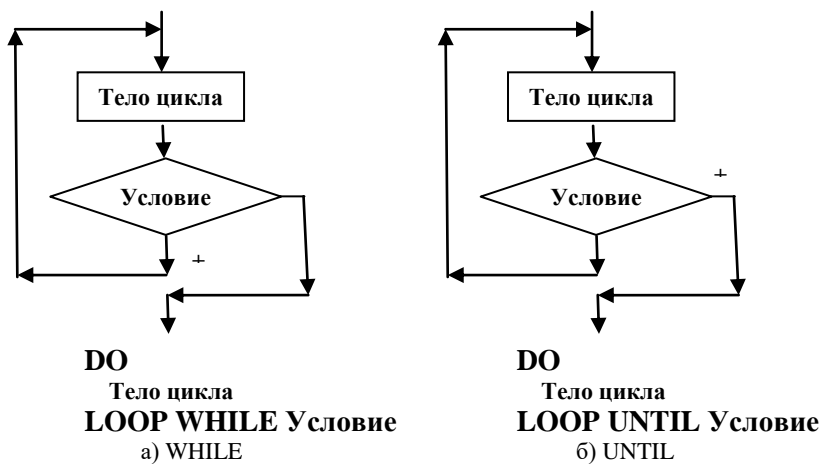 Тело цикла
Условие
+
DO
Тело цикла
LOOP WHILE Условие
а) WHILE
Тело цикла
+
Условие
DO
Тело цикла
LOOP UNTIL Условие
б) UNTIL